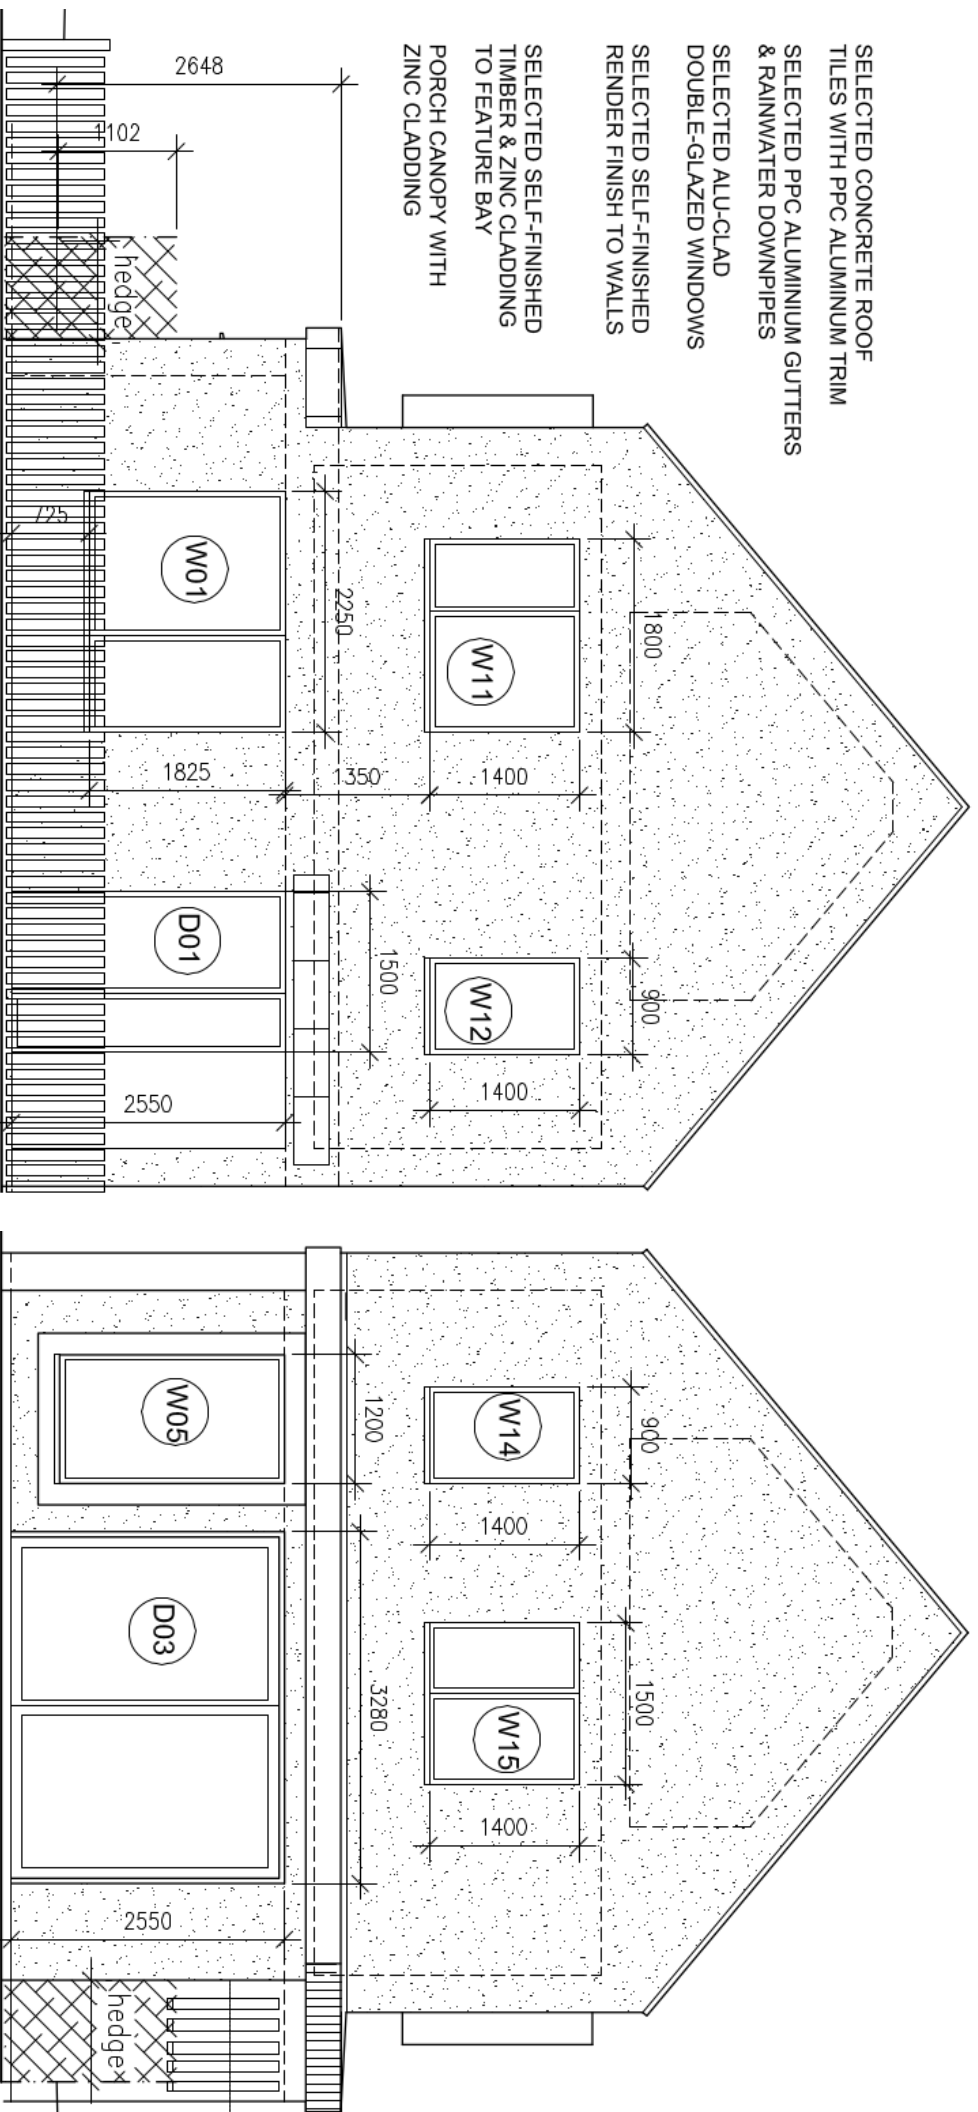 SELECTED CONCRETE ROOF
TILES WITH PPC ALUMINUM TRIM
SELECTED PPC ALUMINIUM GUTTERS
& RAINWATER DOWNPIPES
SELECTED ALU-CLAD
DOUBLE-GLAZED WINDOWS
SELECTED SELF-FINISHED
RENDER FINISH TO WALLS
SELECTED SELF-FINISHED
TIMBER & ZINC CLADDING
TO FEATURE BAY
PORCH CANOPY WITH
ZINC CLADDING
2648
1102
hedge
725
W01
2250
1825
1350
1800
W11
1400
D01
1500
2550
900
W12
1400
W05
1200
900
W14
1400
D03
3280
1500
W15
1400
2550
hedge